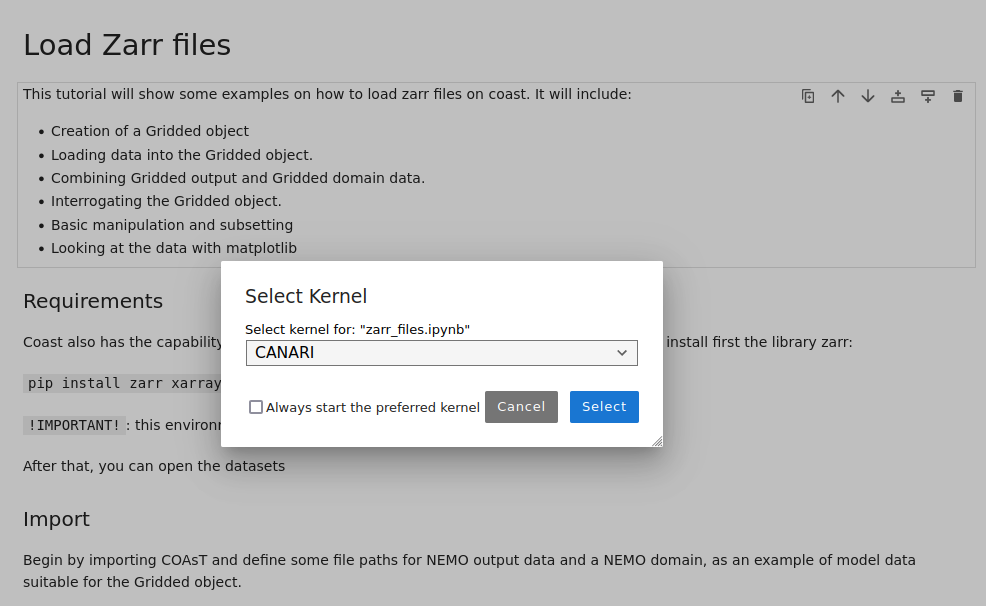 Load Zarr files
This tutorial will show some examples on how to load zarr files on coast. It will include:
Creation of a Gridded object
Loading data into the Gridded object.
Combining Gridded output and Gridded domain data.
Interrogating the Gridded object.
Basic manipulation and subsetting
Looking at the data with matplotlib
Select Kernel
Select kernel for: "zarr_files.ipynb"
CANARI
Always start the preferred kernel
Cancel
Select
Requirements
Coast also has the capability install first the library zarr:
pip install zarr xarray
!IMPORTANT! : this
After that, you can open the datasets
Import
Begin by importing COAsT and define some file paths for NEMO output data and a NEMO domain, as an example of model data
suitable for the Gridded object.